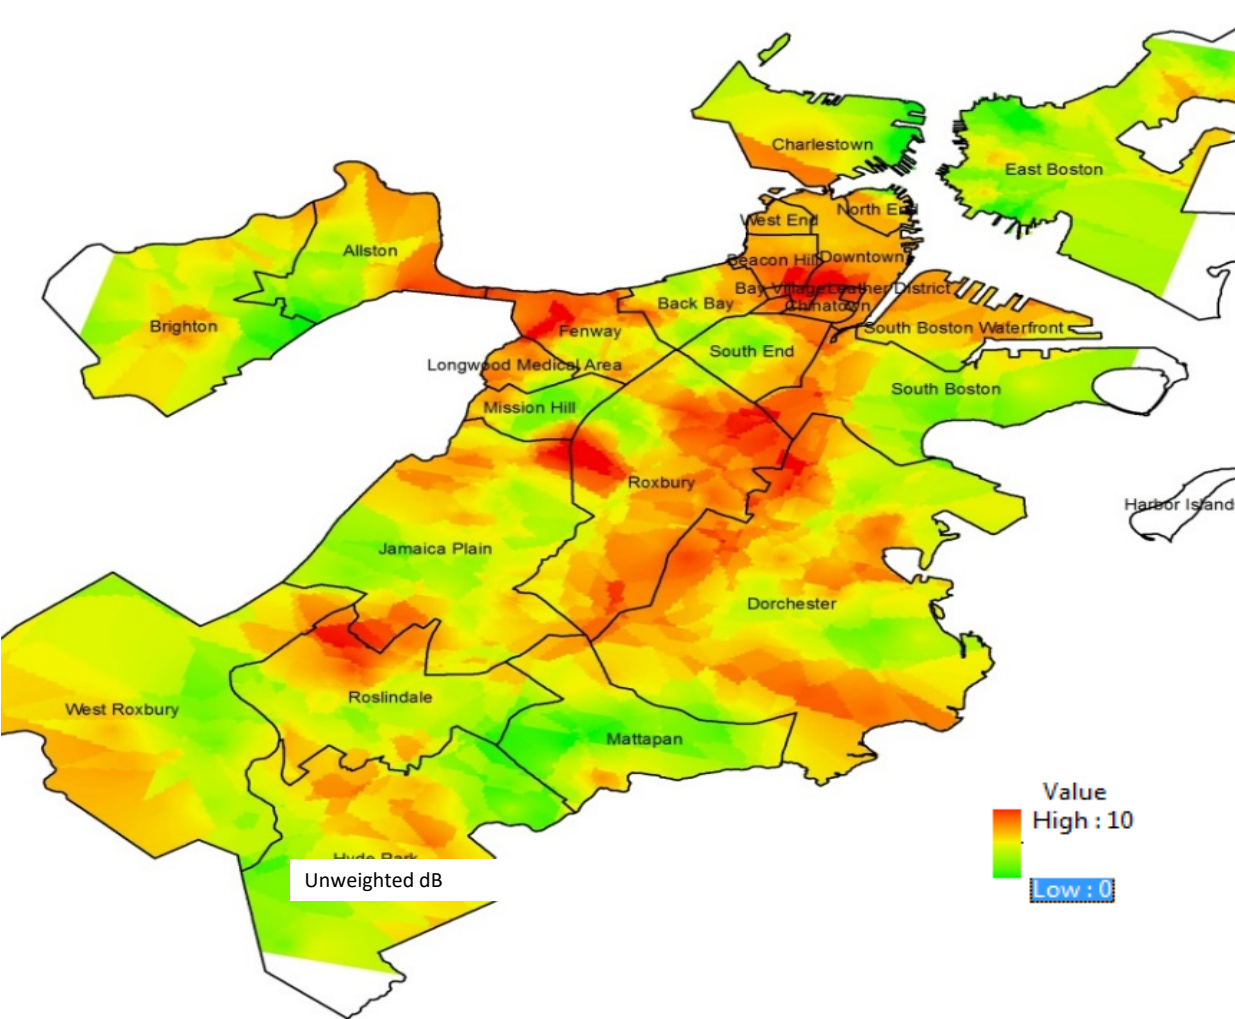 Charlestown
East Boston
North End
West End
Allston
Beacon Hill
Downtown
Bay Village
Leather District
Back Bay
Chinatown
Brighton
Fenway
South Boston Waterfront
South End
Longwood Medical Area
South Boston
Mission Hill
Roxbury
Harbor Island
Jamaica Plain
Dorchester
Roslindale
West Roxbury
Mattapan
Value
High : 10
Hyde Park
Unweighted dB
Low : 0